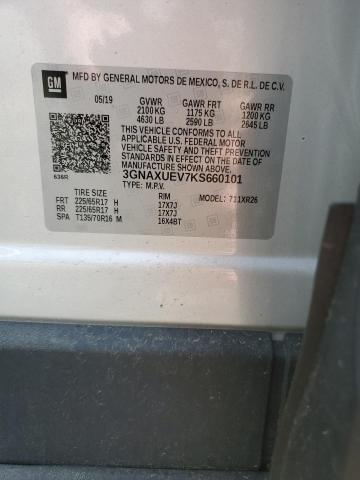 GM
MFD BY GENERAL MOTORS DE MEXICO, S. DE R.L. DE C.V.
05/19 GVWR GAWR FRT GAWR RR
2100 KG 1175 KG 1200 KG
4630 LB 2590 LB 2645 LB
THIS VEHICLE CONFORMS TO ALL
APPLICABLE U.S. FEDERAL MOTOR
VEHICLE SAFETY, BUMPER, AND THEFT
PREVENTION STANDARDS IN EFFECT ON
THE DATE OF MANUFACTURE SHOWN ABOVE.
636R
3GNAXUEV7KS660101
TYPE: M.P.V. MODEL: 711XR26
TIRE SIZE RIM
FRT 225/65R17 H 17X7J
RR 225/65R17 H 17X7J
SPA T135/70R16 M 16X4BT